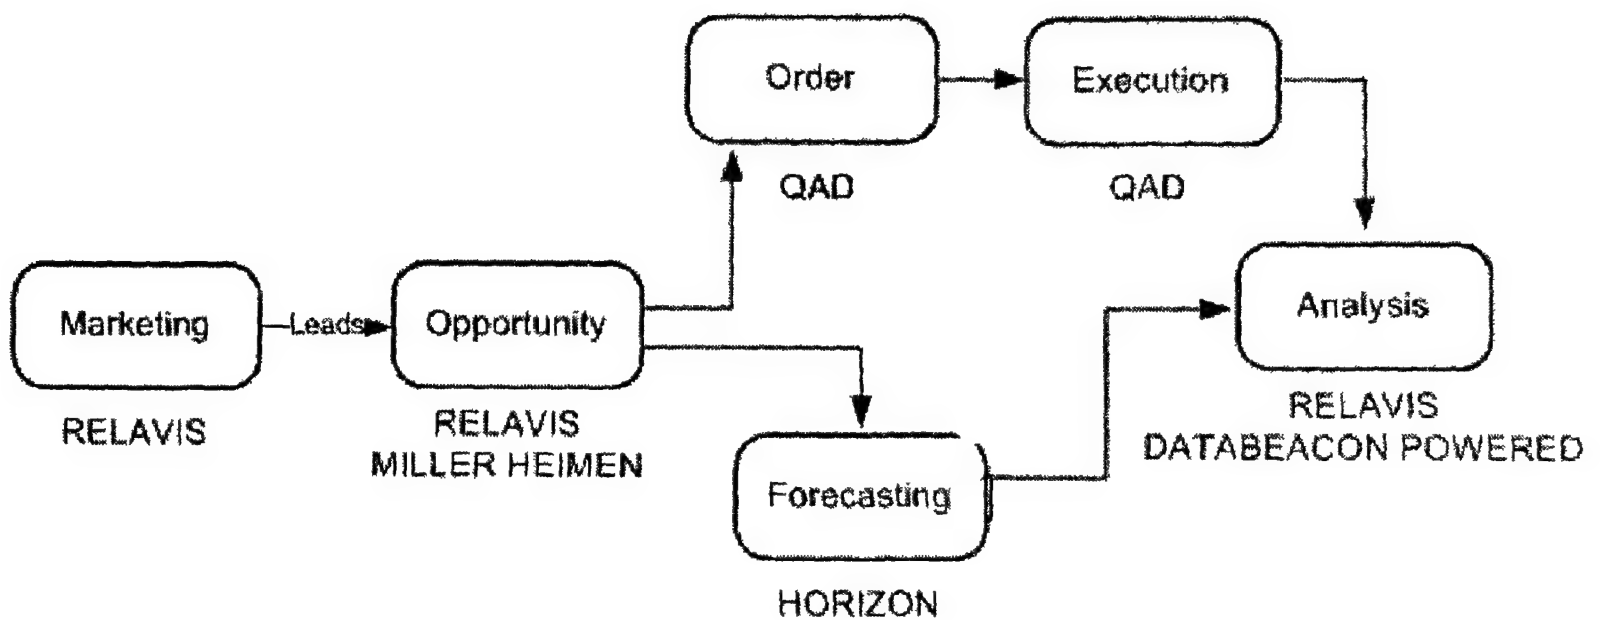 Order
Execution
QAD
QAD
Marketing
Leads
Opportunity
Analysis
RELAVIS
RELAVIS
MILLER HEIMEN
RELAVIS
DATABEACON POWERED
Forecasting
HORIZON